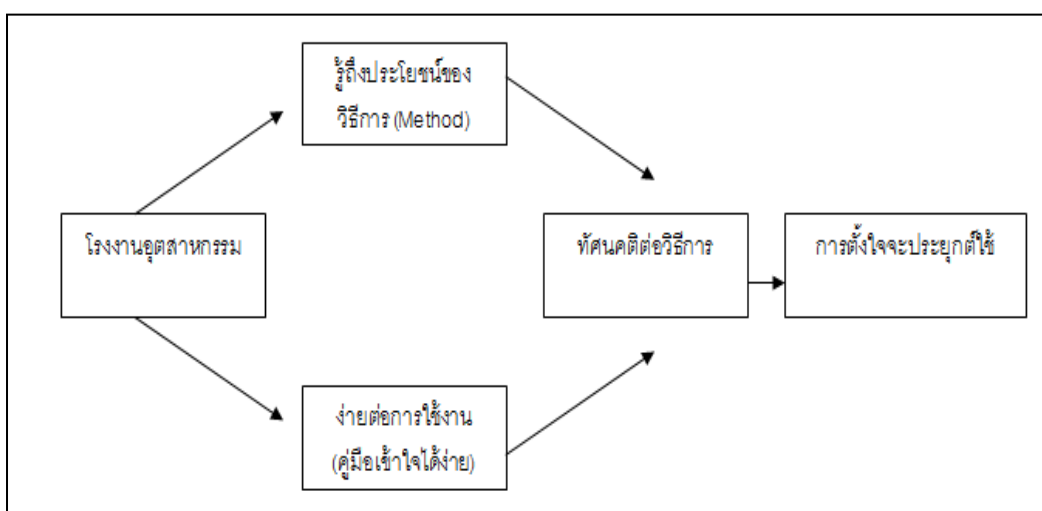 รู้ถึงประโยชน์ของ
วิธีการ (Method)
โรงงานอุตสาหกรรม
ทัศนคติต่อวิธีการ
การตั้งใจจะประยุกต์ใช้
ง่ายต่อการใช้งาน
(คู่มือเข้าใจได้ง่าย)